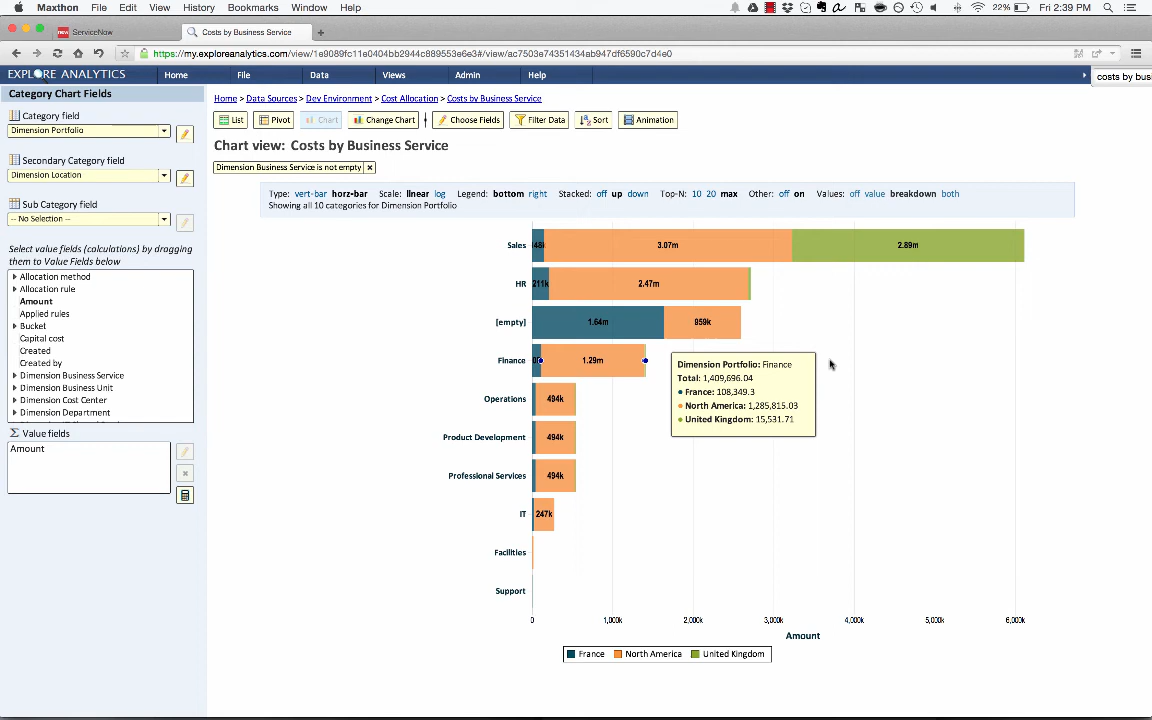 Maxthon File Edit View History Bookmarks Window Help 22% Fri 2:39 PM
ServiceNow Costs by Business Service
https://my.exploreanalytics.com/view/1e9089fc11e0404bb2944c889553e6e3#/view/ac7503e74351434eb947df6590c7d4e0
EXPLORE ANALYTICS Home File Data Views Admin Help costs by bus
Category Chart Fields
Category field
Dimension Portfolio
Secondary Category field
Dimension Location
Sub Category field
-- No Selection --
Select value fields (calculations) by dragging
them to Value Fields below
Allocation method
Allocation rule
Amount
Applied rules
Bucket
Capital cost
Created
Created by
Dimension Business Service
Dimension Business Unit
Dimension Cost Center
Dimension Department
Σ Value fields
Amount
Home > Data Sources > Dev Environment > Cost Allocation > Costs by Business Service
List Pivot Chart Change Chart Choose Fields Filter Data Sort Animation
Chart view: Costs by Business Service
Dimension Business Service is not empty
Type: vert-bar horz-bar Scale: linear log Legend: bottom right Stacked: off up down Top-N: 10 20 max Other: off on Values: off value breakdown both
Showing all 10 categories for Dimension Portfolio
Sales 3.07m 2.89m
HR 211k 2.47m
[empty] 1.64m 959k
Finance 1.29m
Operations 494k
Product Development 494k
Professional Services 494k
IT 247k
Facilities
Support
Dimension Portfolio: Finance
Total: 1,409,696.04
France: 108,349.3
North America: 1,285,815.03
United Kingdom: 15,531.71
0 1,000k 2,000k 3,000k 4,000k 5,000k 6,000k
Amount
France North America United Kingdom